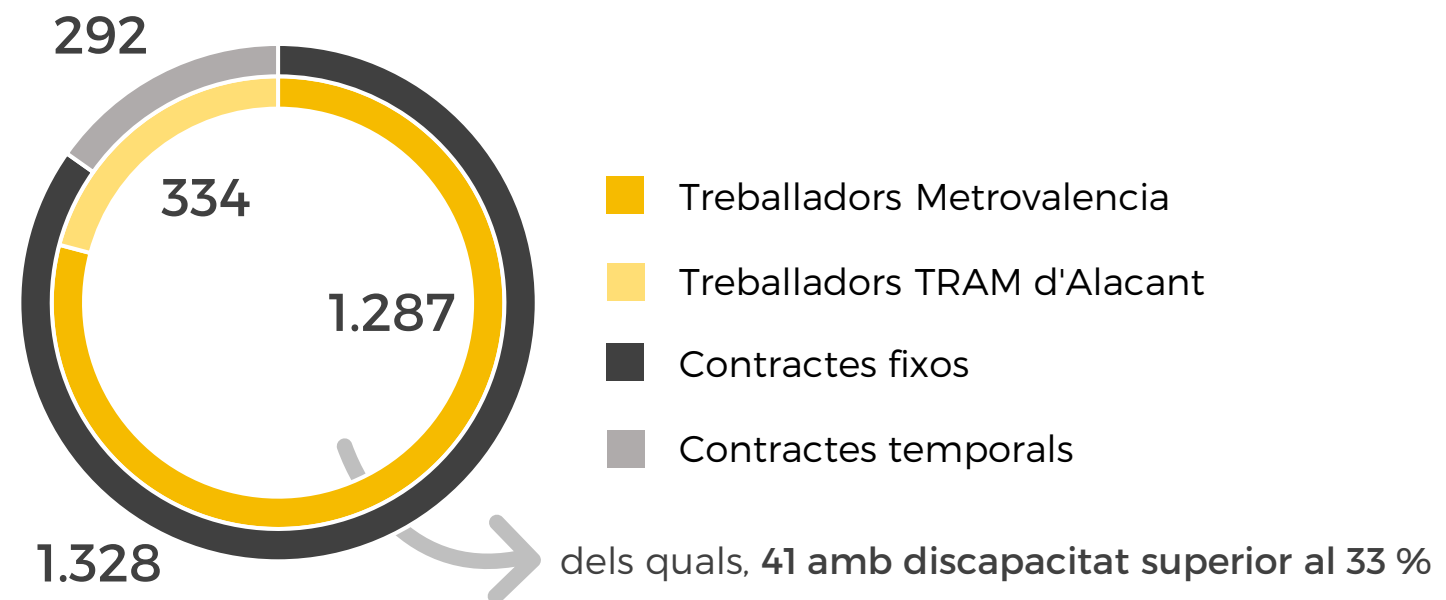 292
334
1.287
1.328
Treballadors Metrovalencia
Treballadors TRAM d'Alacant
Contractes fixos
Contractes temporals
dels quals, 41 amb discapacitat superior al 33 %